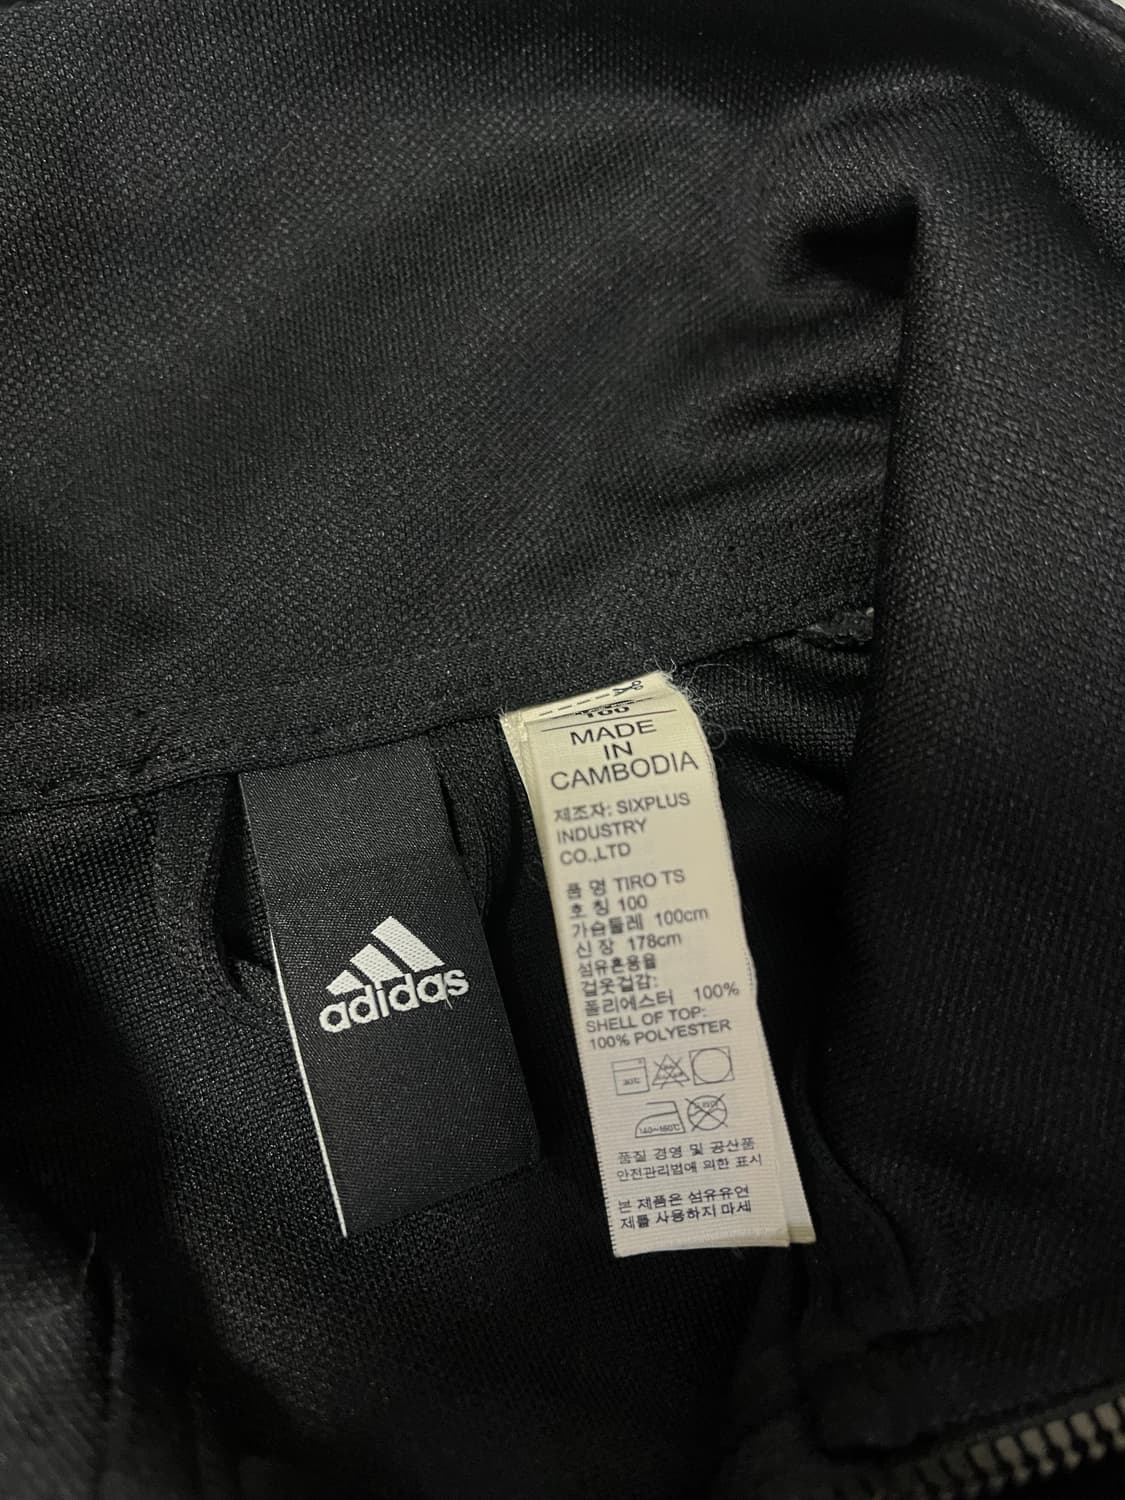 adidas
100
MADE
IN
CAMBODIA
제조자: SIXPLUS
INDUSTRY
CO.,LTD
품 명 TIRO TS
호 칭 100
가슴둘레 100cm
신 장 178cm
섬유혼용율
겉옷겉감:
폴리에스터 100%
SHELL OF TOP:
100% POLYESTER
30℃
140~160℃
품질 경영 및 공산품
안전관리법에 의한 표시
본 제품은 섬유유연
제를 사용하지 마세